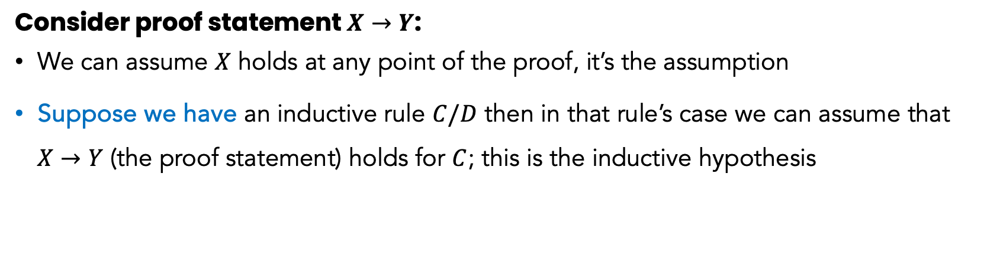 Consider proof statement X → Y:
• We can assume X holds at any point of the proof, it’s the assumption
• Suppose we have an inductive rule C/D then in that rule’s case we can assume that
X → Y (the proof statement) holds for C; this is the inductive hypothesis